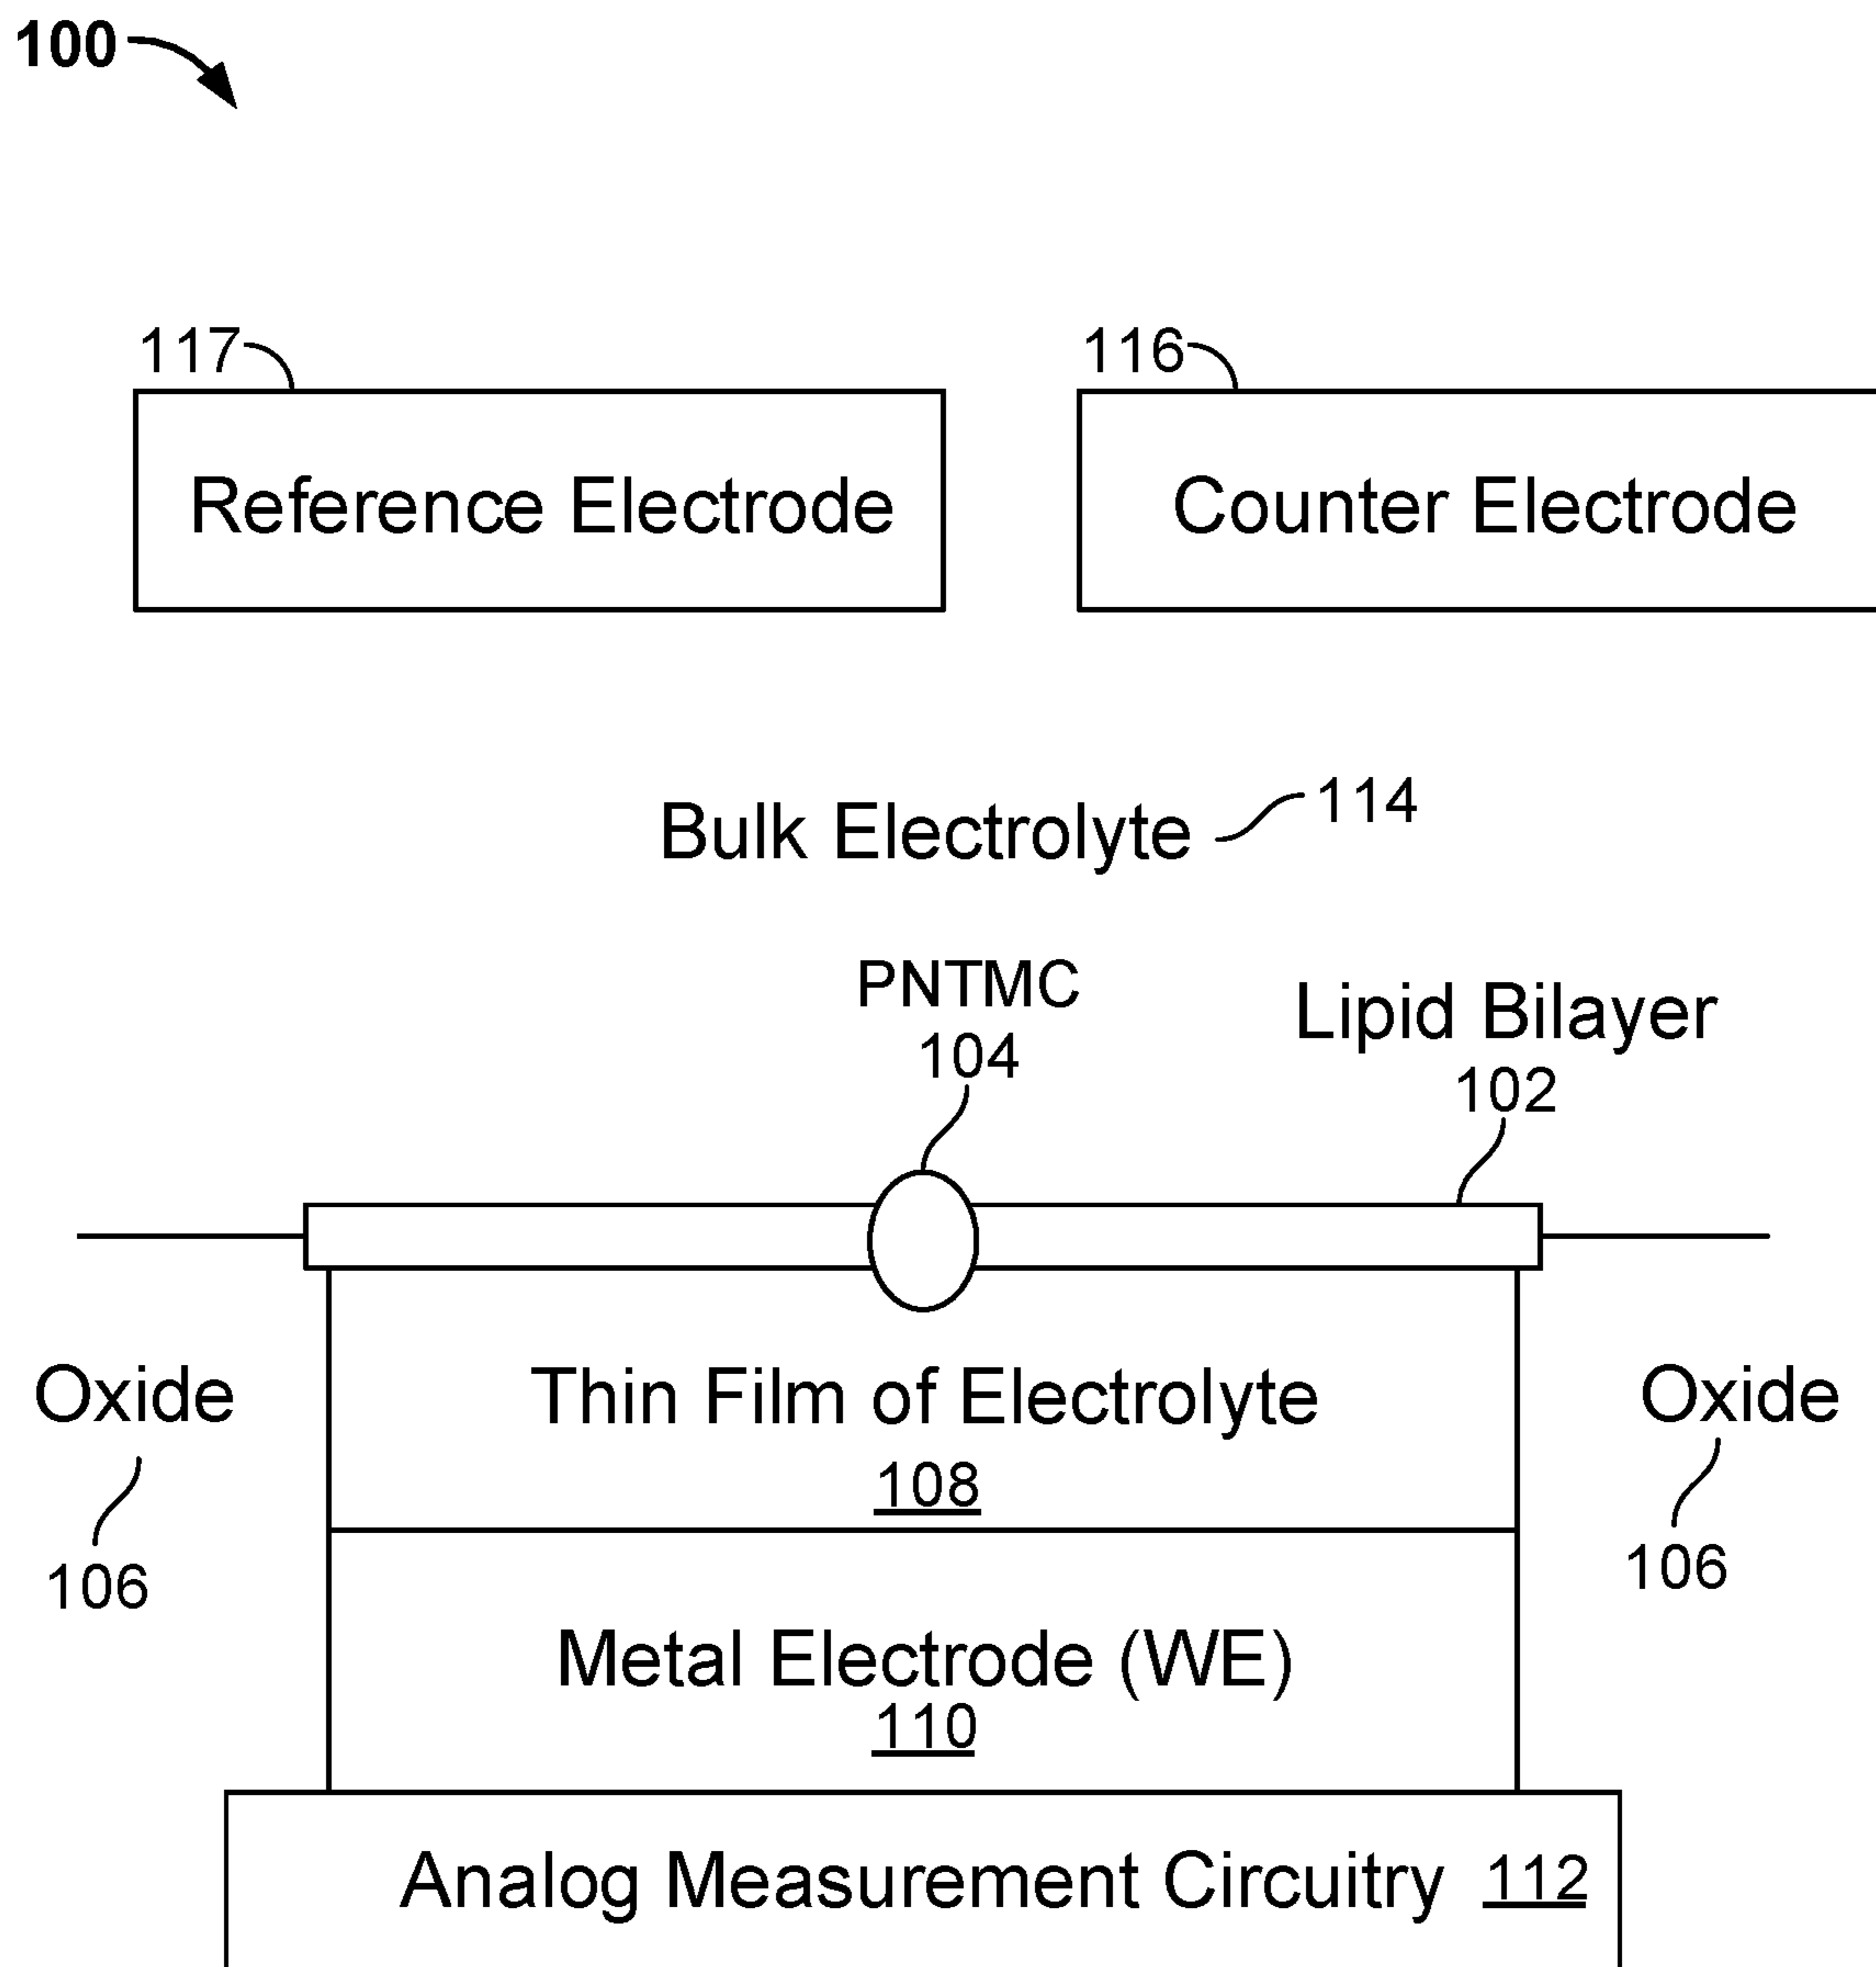 100
117
116
Reference Electrode
Counter Electrode
Bulk Electrolyte
114
PNTMC
104
Lipid Bilayer
102
Oxide
106
Thin Film of Electrolyte
108
Oxide
106
Metal Electrode (WE)
110
Analog Measurement Circuitry 112